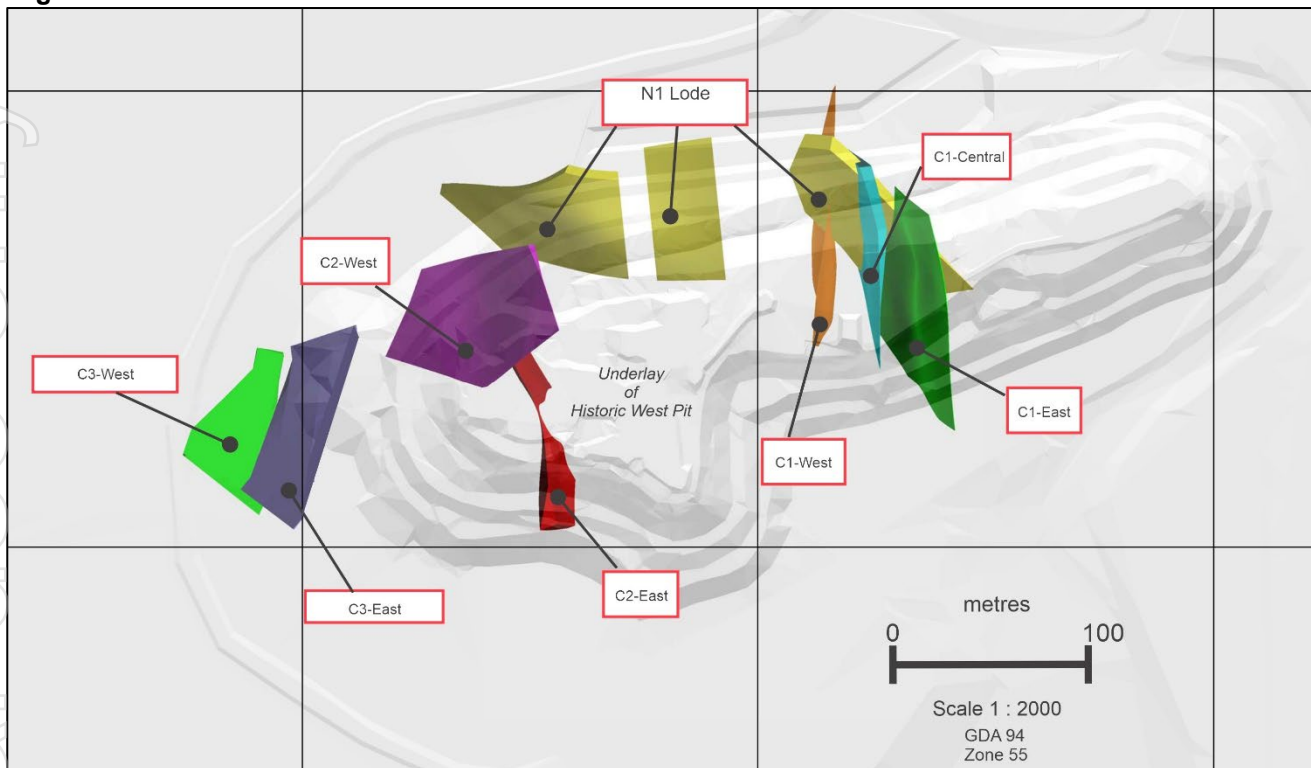 N1 Lode
C1-Central
C2-West
C3-West
Underlay
of
Historic West Pit
C1-East
C1-West
C2-East
C3-East
metres
0 100
Scale 1 : 2000
GDA 94
Zone 55